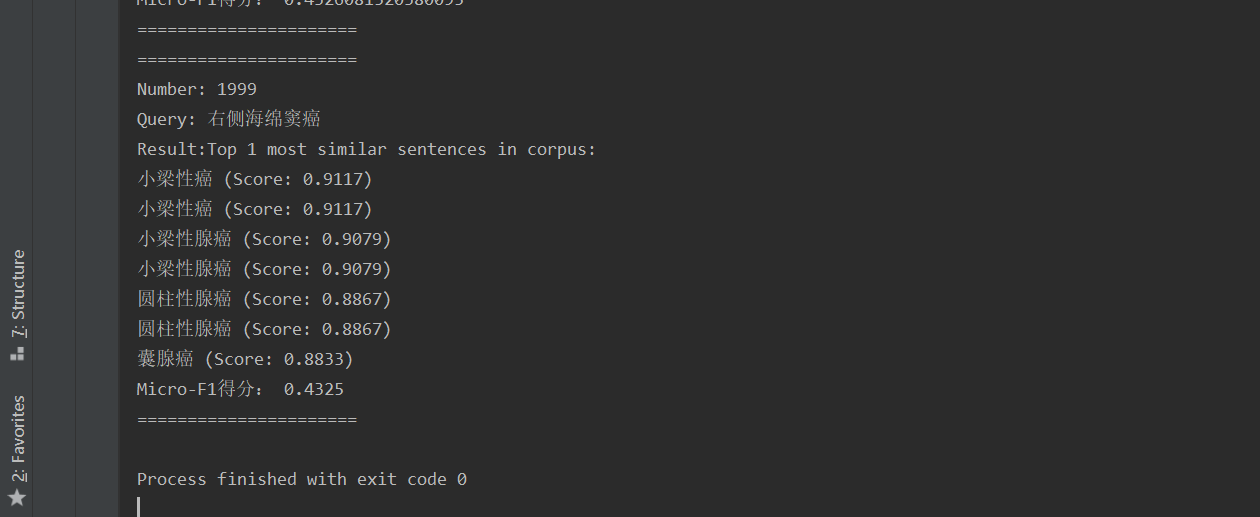 Micro-F1得分： 0.4326081320580095
======================
======================
Number: 1999
Query: 右侧海绵窦癌
Result:Top 1 most similar sentences in corpus:
小梁性癌 (Score: 0.9117)
小梁性癌 (Score: 0.9117)
小梁性腺癌 (Score: 0.9079)
小梁性腺癌 (Score: 0.9079)
圆柱性腺癌 (Score: 0.8867)
圆柱性腺癌 (Score: 0.8867)
囊腺癌 (Score: 0.8833)
Micro-F1得分： 0.4325
======================
Process finished with exit code 0
7: Structure
2: Favorites